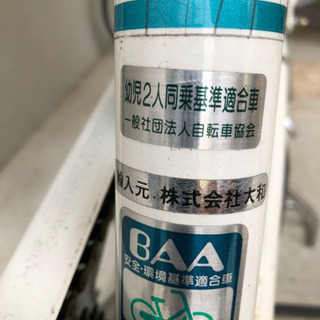 幼児2人同乗基準適合車
一般社団法人自転車協会
輸入元：株式会社大和
BAA
安全・環境基準適合車